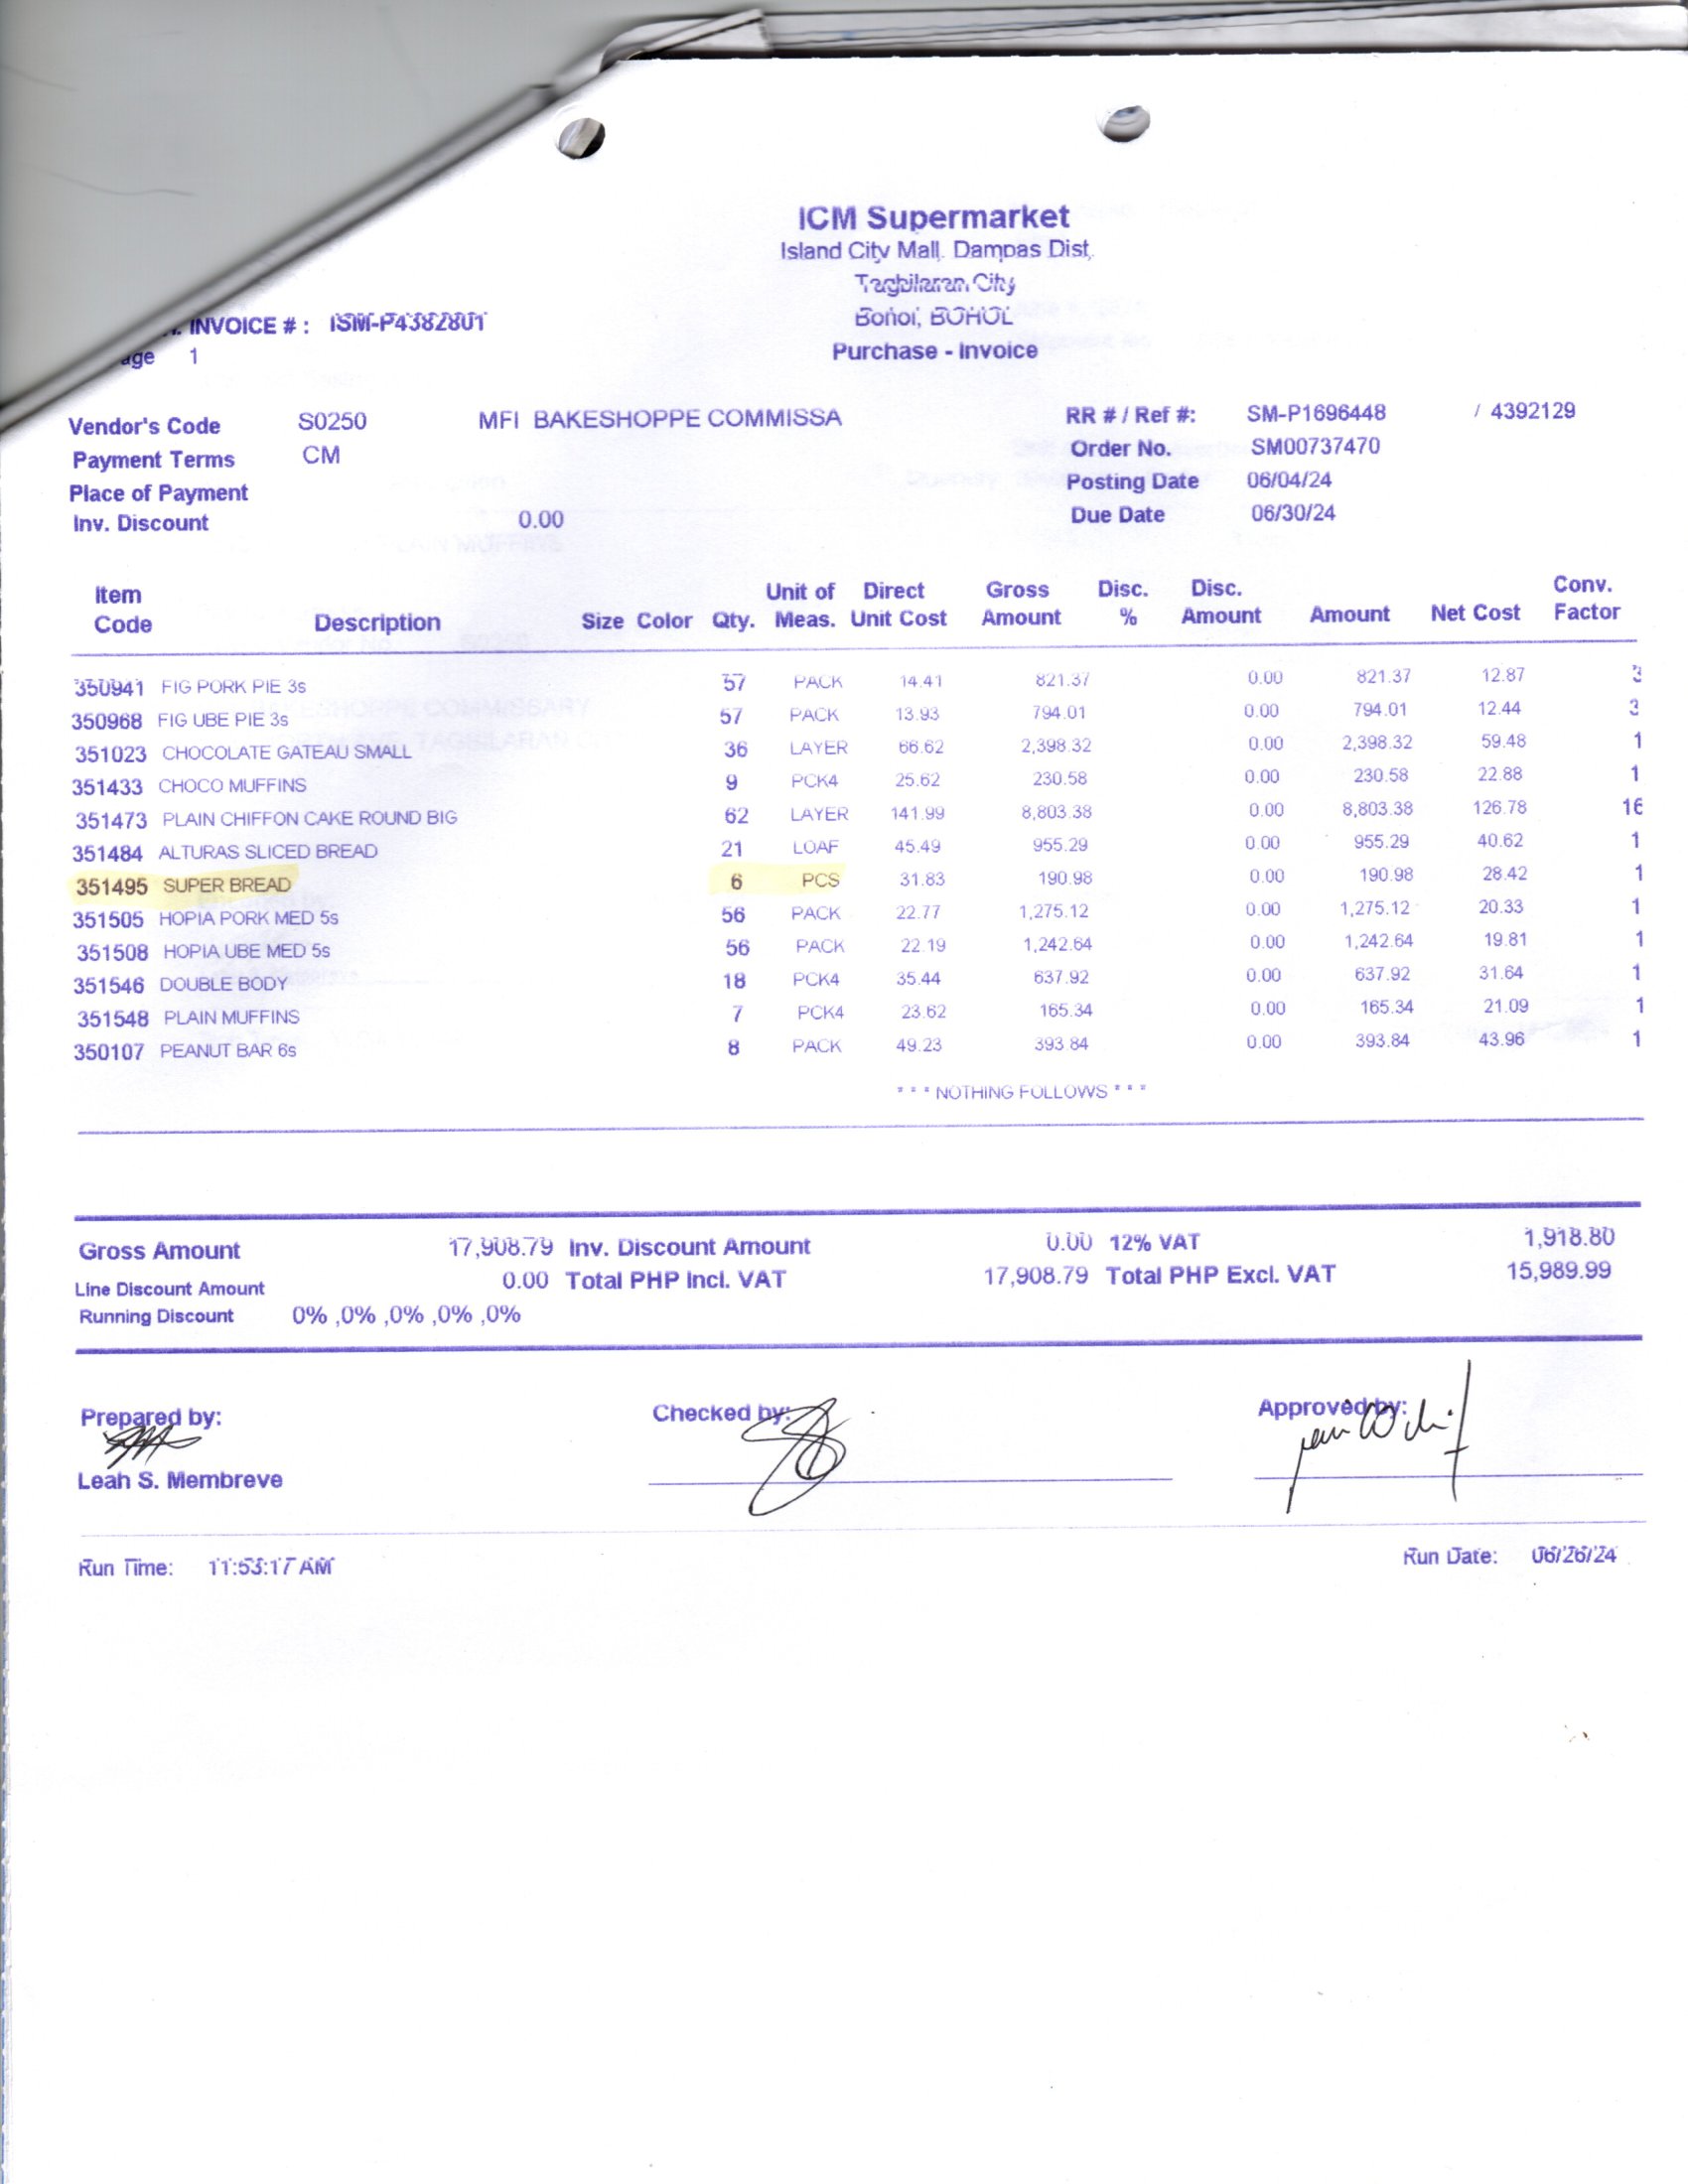 ICM Supermarket
Island City Mall. Dampas Dist.
Tagbilaran City
Bohol, BOHOL
Purchase - Invoice
INVOICE # : ISM-P4382801
age 1
Vendor's Code S0250 MFI BAKESHOPPE COMMISSA
Payment Terms CM
Place of Payment
Inv. Discount 0.00
RR # / Ref #: SM-P1696448 / 4392129
Order No. SM00737470
Posting Date 06/04/24
Due Date 06/30/24
Item Code Description Size Color Qty. Unit of Meas. Direct Unit Cost Gross Amount Disc. % Disc. Amount Amount Net Cost Conv. Factor
350941 FIG PORK PIE 3s 57 PACK 14.41 821.37 0.00 821.37 12.87 3
350968 FIG UBE PIE 3s 57 PACK 13.93 794.01 0.00 794.01 12.44 3
351023 CHOCOLATE GATEAU SMALL 36 LAYER 66.62 2,398.32 0.00 2,398.32 59.48 1
351433 CHOCO MUFFINS 9 PCK4 25.62 230.58 0.00 230.58 22.88 1
351473 PLAIN CHIFFON CAKE ROUND BIG 62 LAYER 141.99 8,803.38 0.00 8,803.38 126.78 16
351484 ALTURAS SLICED BREAD 21 LOAF 45.49 955.29 0.00 955.29 40.62 1
351495 SUPER BREAD 6 PCS 31.83 190.98 0.00 190.98 28.42 1
351505 HOPIA PORK MED 5s 56 PACK 22.77 1,275.12 0.00 1,275.12 20.33 1
351508 HOPIA UBE MED 5s 56 PACK 22.19 1,242.64 0.00 1,242.64 19.81 1
351546 DOUBLE BODY 18 PCK4 35.44 637.92 0.00 637.92 31.64 1
351548 PLAIN MUFFINS 7 PCK4 23.62 165.34 0.00 165.34 21.09 1
350107 PEANUT BAR 6s 8 PACK 49.23 393.84 0.00 393.84 43.96 1
* * * NOTHING FOLLOWS * * *
Gross Amount 17,908.79 Inv. Discount Amount 0.00 12% VAT 1,918.80
Line Discount Amount 0.00 Total PHP Incl. VAT 17,908.79 Total PHP Excl. VAT 15,989.99
Running Discount 0% ,0% ,0% ,0% ,0%
Prepared by: Checked by: Approved by:
Leah S. Membreve
Run Time: 11:53:17 AM Run Date: 06/26/24